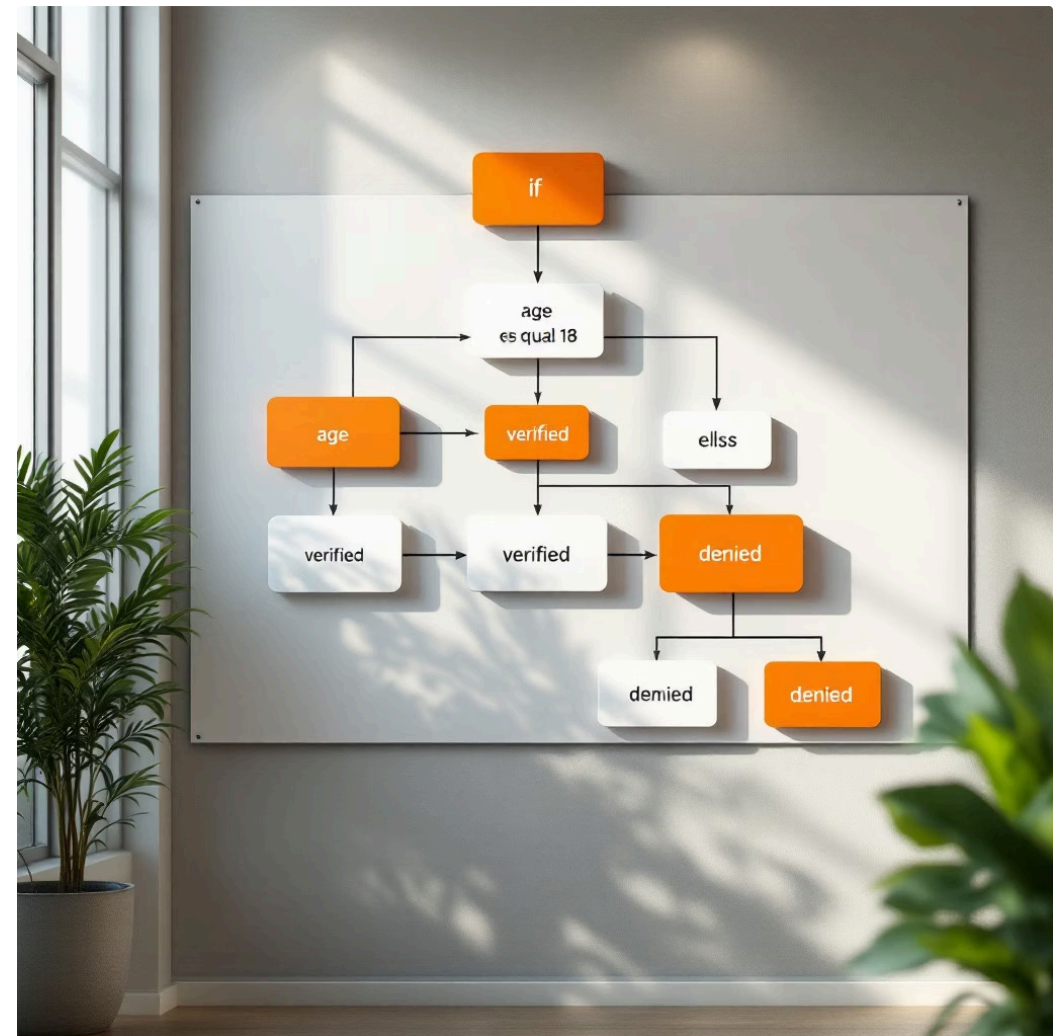 if
age
es qual 18
age
verified
ellss
verified
verified
denied
demied
denied